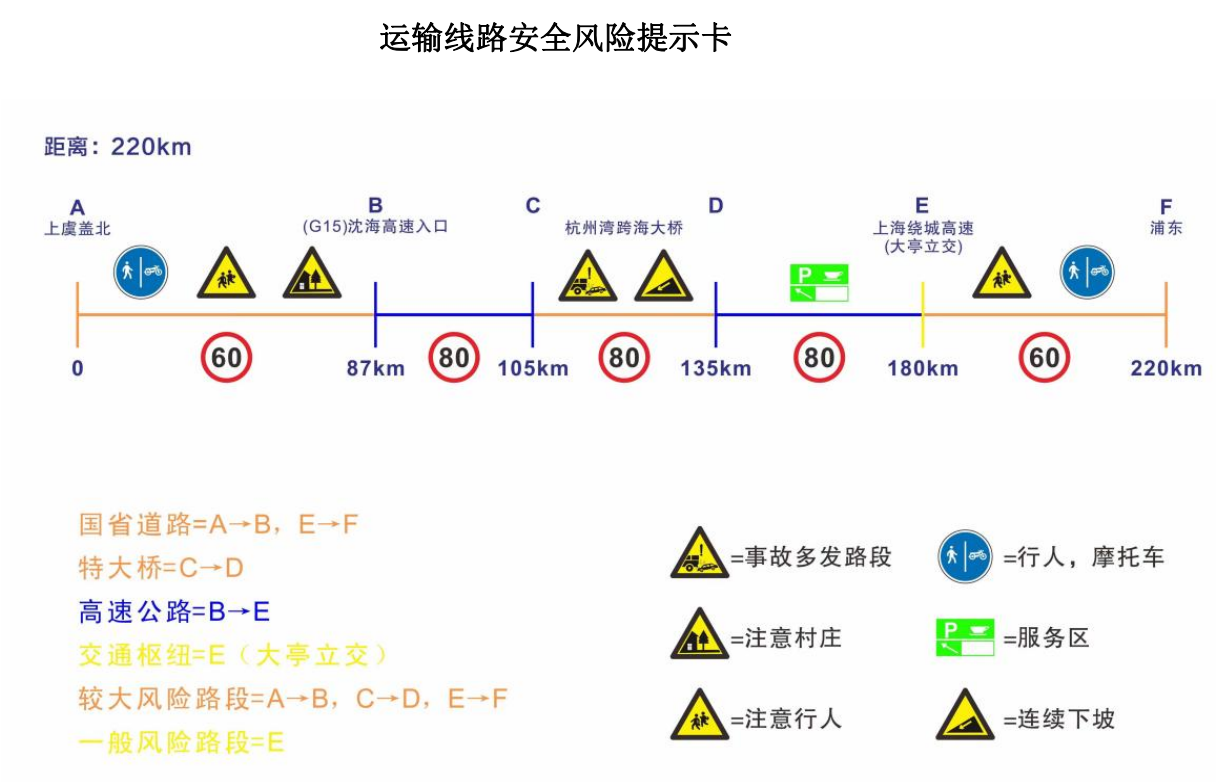 运输线路安全风险提示卡
距离：220km
A B C D E F
上虞盖北 (G15)沈海高速入口 杭州湾跨海大桥 上海绕城高速 浦东
(大亭立交)
P
60 80 80 80 60
0 87km 105km 135km 180km 220km
国省道路=A→B，E→F
特大桥=C→D
高速公路=B→E
交通枢纽=E（大亭立交）
较大风险路段=A→B，C→D，E→F
一般风险路段=E
=事故多发路段 =行人，摩托车
=注意村庄 P =服务区
=注意行人 =连续下坡